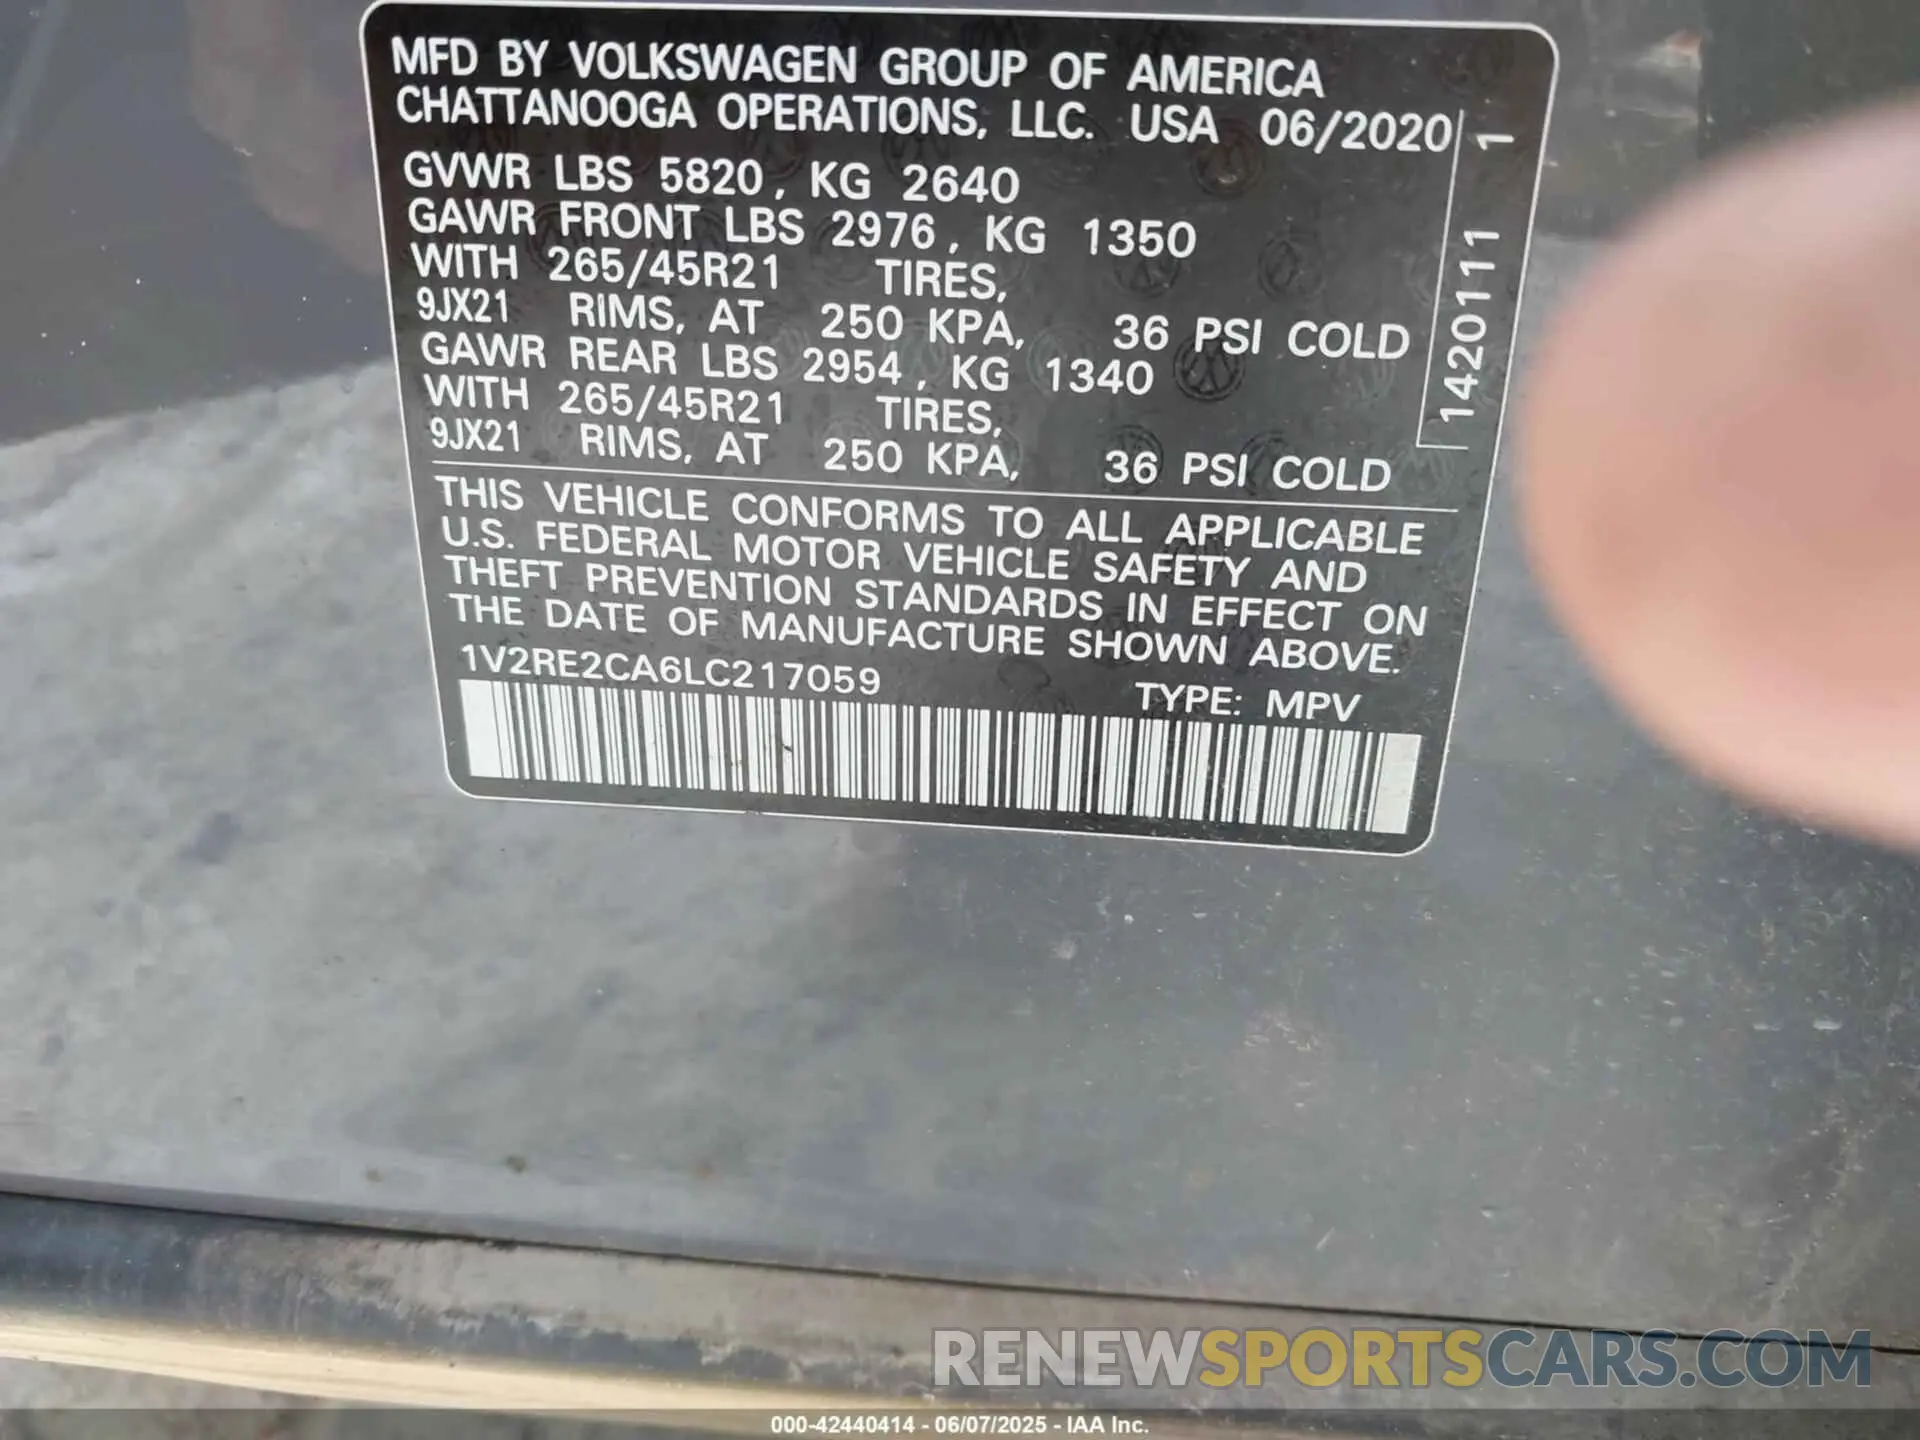 MFD BY VOLKSWAGEN GROUP OF AMERICA
CHATTANOOGA OPERATIONS, LLC. USA 06/2020
GVWR LBS 5820, KG 2640
GAWR FRONT LBS 2976, KG 1350
WITH 265/45R21 TIRES,
9JX21 RIMS, AT 250 KPA, 36 PSI COLD
GAWR REAR LBS 2954, KG 1340
WITH 265/45R21 TIRES,
9JX21 RIMS, AT 250 KPA, 36 PSI COLD
1420111 1
THIS VEHICLE CONFORMS TO ALL APPLICABLE
U.S. FEDERAL MOTOR VEHICLE SAFETY AND
THEFT PREVENTION STANDARDS IN EFFECT ON
THE DATE OF MANUFACTURE SHOWN ABOVE.
1V2RE2CA6LC217059
TYPE: MPV
RENEWSPORTSCARS.COM
000-42440414 - 06/07/2025 - IAA Inc.